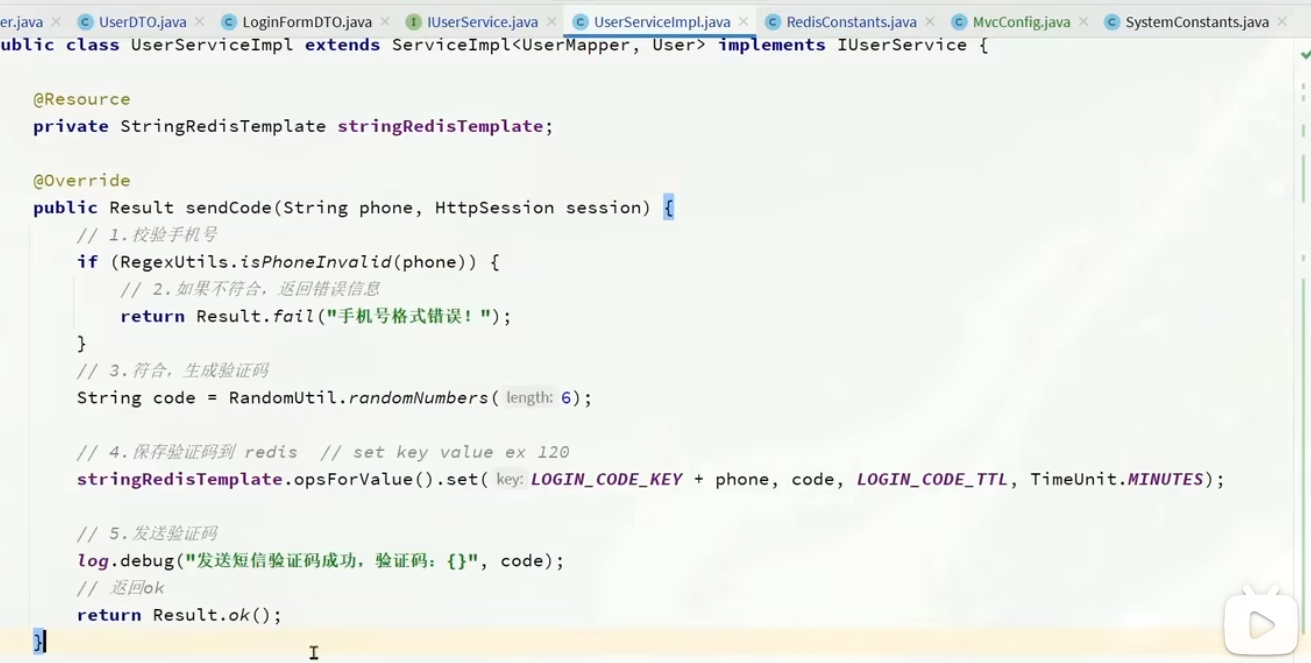 er.java UserDTO.java LoginFormDTO.java IUserService.java UserServiceImpl.java RedisConstants.java MvcConfig.java SystemConstants.java
ublic class UserServiceImpl extends ServiceImpl<UserMapper, User> implements IUserService {
@Resource
private StringRedisTemplate stringRedisTemplate;
@Override
public Result sendCode(String phone, HttpSession session) {
// 1.校验手机号
if (RegexUtils.isPhoneInvalid(phone)) {
// 2.如果不符合，返回错误信息
return Result.fail("手机号格式错误！");
}
// 3.符合，生成验证码
String code = RandomUtil.randomNumbers( length: 6);
// 4.保存验证码到 redis // set key value ex 120
stringRedisTemplate.opsForValue().set( key: LOGIN_CODE_KEY + phone, code, LOGIN_CODE_TTL, TimeUnit.MINUTES);
// 5.发送验证码
log.debug("发送短信验证码成功，验证码：{}", code);
// 返回ok
return Result.ok();
}